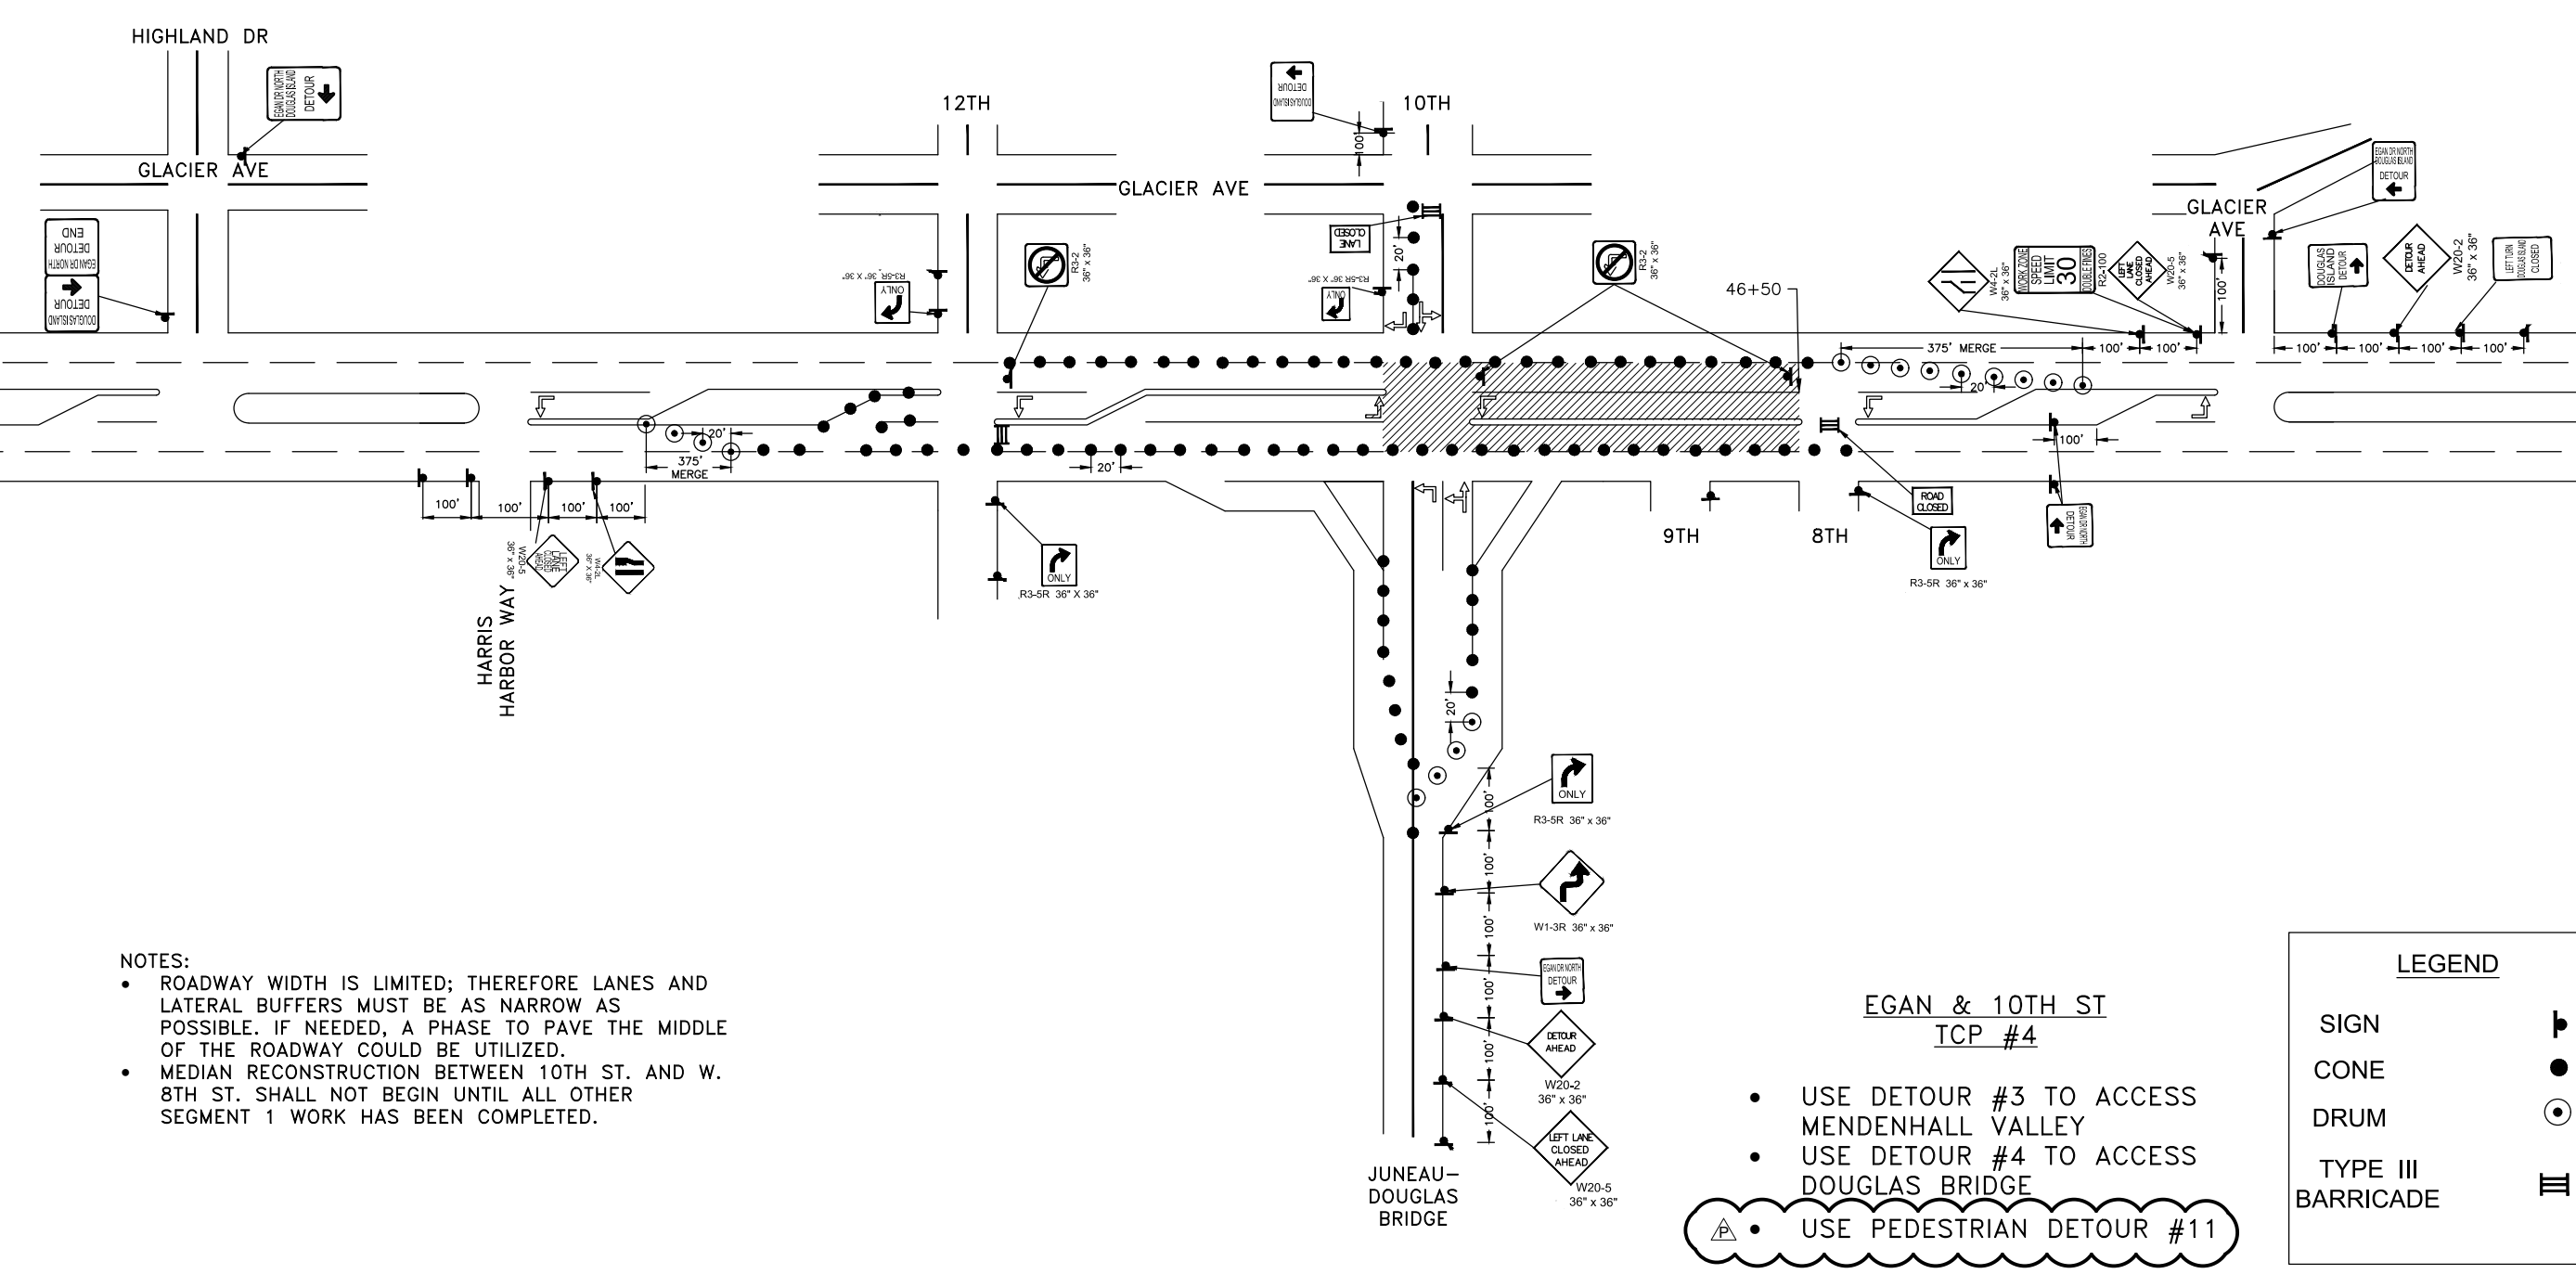 HIGHLAND DR
EGAN DR NORTH
DOUGLAS ISLAND
DETOUR
GLACIER AVE
END
DETOUR
EGAN DR NORTH
DETOUR
DOUGLAS ISLAND
12TH
GLACIER AVE
R3-5R 36" X 36"
ONLY
R3-2
36" x 36"
DETOUR
DOUGLAS ISLAND
10TH
100'
LANE
CLOSED
20'
R3-5R 36" X 36"
ONLY
R3-2
36" x 36"
46+50
GLACIER
AVE
EGAN DR NORTH
DOUGLAS ISLAND
DETOUR
W4-2L
36" x 36"
WORK ZONE
SPEED
LIMIT
30
DOUBLE FINES
R2-100
LEFT
LANE
CLOSED
AHEAD
W20-5
36" x 36"
100'
DOUGLAS
ISLAND
DETOUR
DETOUR
AHEAD
W20-2
36" x 36"
LEFT TURN
DOUGLAS ISLAND
CLOSED
375' MERGE
100'
100'
100'
100'
100'
100'
20'
100'
20'
375'
MERGE
20'
100'
100'
100'
100'
W20-5
36" x 36"
LEFT
LANE
CLOSED
AHEAD
W4-2L
36" X 36"
HARRIS
HARBOR WAY
ONLY
R3-5R 36" X 36"
9TH
8TH
ROAD
CLOSED
ONLY
R3-5R 36" x 36"
EGAN DR NORTH
DETOUR
20'
100'
ONLY
R3-5R 36" x 36"
100'
W1-3R 36" x 36"
100'
EGAN DR NORTH
DETOUR
100'
DETOUR
AHEAD
W20-2
36" x 36"
100'
LEFT LANE
CLOSED
AHEAD
W20-5
36" x 36"
100'
JUNEAU-
DOUGLAS
BRIDGE
NOTES:
• ROADWAY WIDTH IS LIMITED; THEREFORE LANES AND
LATERAL BUFFERS MUST BE AS NARROW AS
POSSIBLE. IF NEEDED, A PHASE TO PAVE THE MIDDLE
OF THE ROADWAY COULD BE UTILIZED.
• MEDIAN RECONSTRUCTION BETWEEN 10TH ST. AND W.
8TH ST. SHALL NOT BEGIN UNTIL ALL OTHER
SEGMENT 1 WORK HAS BEEN COMPLETED.
EGAN & 10TH ST
TCP #4
• USE DETOUR #3 TO ACCESS
MENDENHALL VALLEY
• USE DETOUR #4 TO ACCESS
DOUGLAS BRIDGE
P • USE PEDESTRIAN DETOUR #11
LEGEND
SIGN
CONE
DRUM
TYPE III
BARRICADE